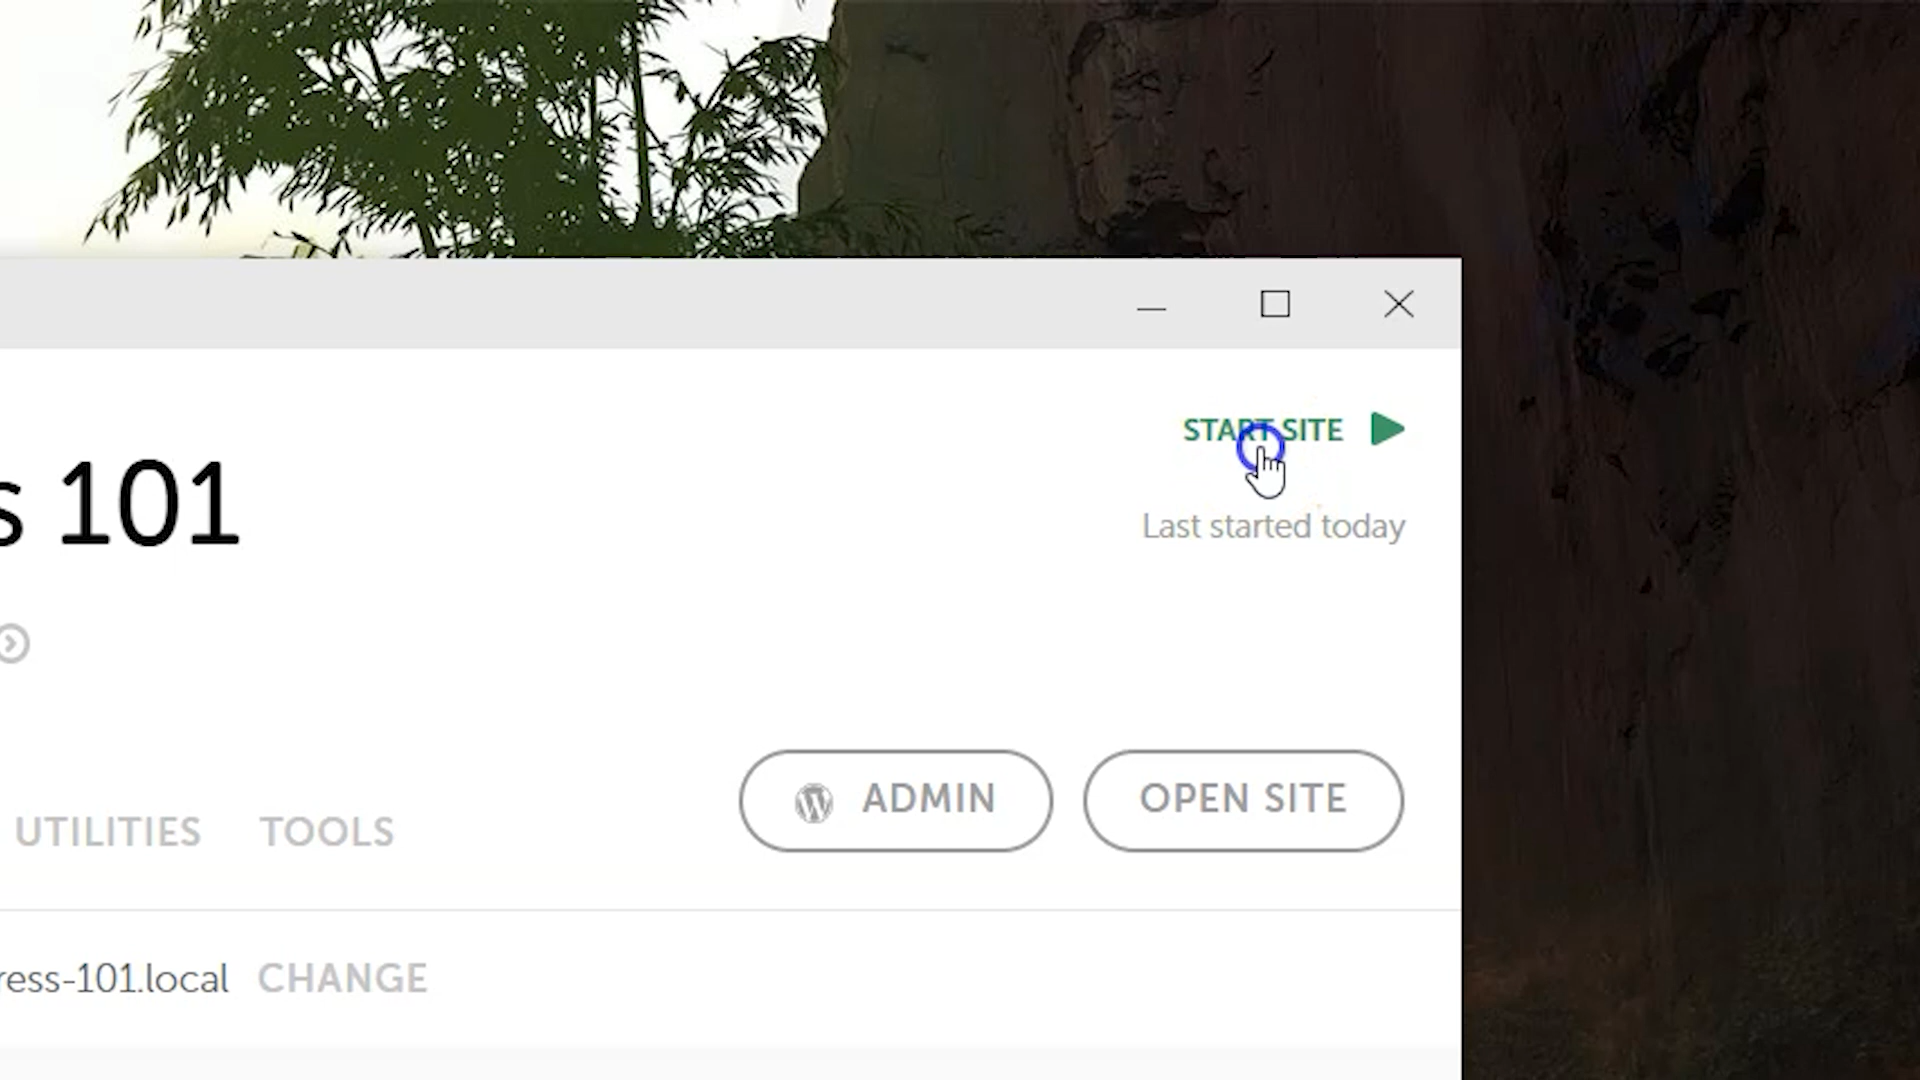 START SITE
s 101
Last started today
ADMIN
OPEN SITE
UTILITIES
TOOLS
ress-101.local
CHANGE